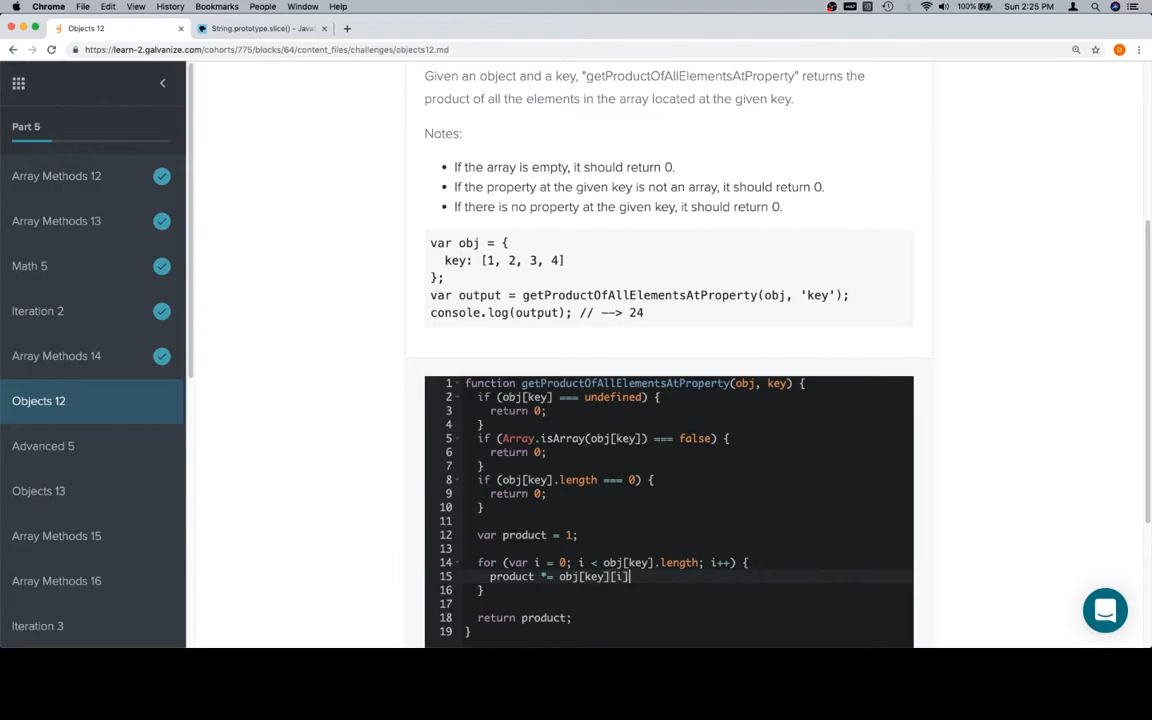 Chrome File Edit View History Bookmarks People Window Help 100% Sun 2:25 PM
Objects 12 × String.prototype.slice() - Java × +
https://learn-2.galvanize.com/cohorts/775/blocks/64/content_files/challenges/objects12.md
Part 5
Array Methods 12
Array Methods 13
Math 5
Iteration 2
Array Methods 14
Objects 12
Advanced 5
Objects 13
Array Methods 15
Array Methods 16
Iteration 3
Given an object and a key, "getProductOfAllElementsAtProperty" returns the
product of all the elements in the array located at the given key.
Notes:
• If the array is empty, it should return 0.
• If the property at the given key is not an array, it should return 0.
• If there is no property at the given key, it should return 0.
var obj = {
  key: [1, 2, 3, 4]
};
var output = getProductOfAllElementsAtProperty(obj, 'key');
console.log(output); // --> 24
1 function getProductOfAllElementsAtProperty(obj, key) {
2   if (obj[key] === undefined) {
3     return 0;
4   }
5   if (Array.isArray(obj[key]) === false) {
6     return 0;
7   }
8   if (obj[key].length === 0) {
9     return 0;
10   }
11
12   var product = 1;
13
14   for (var i = 0; i < obj[key].length; i++) {
15     product *= obj[key][i]
16   }
17
18   return product;
19 }